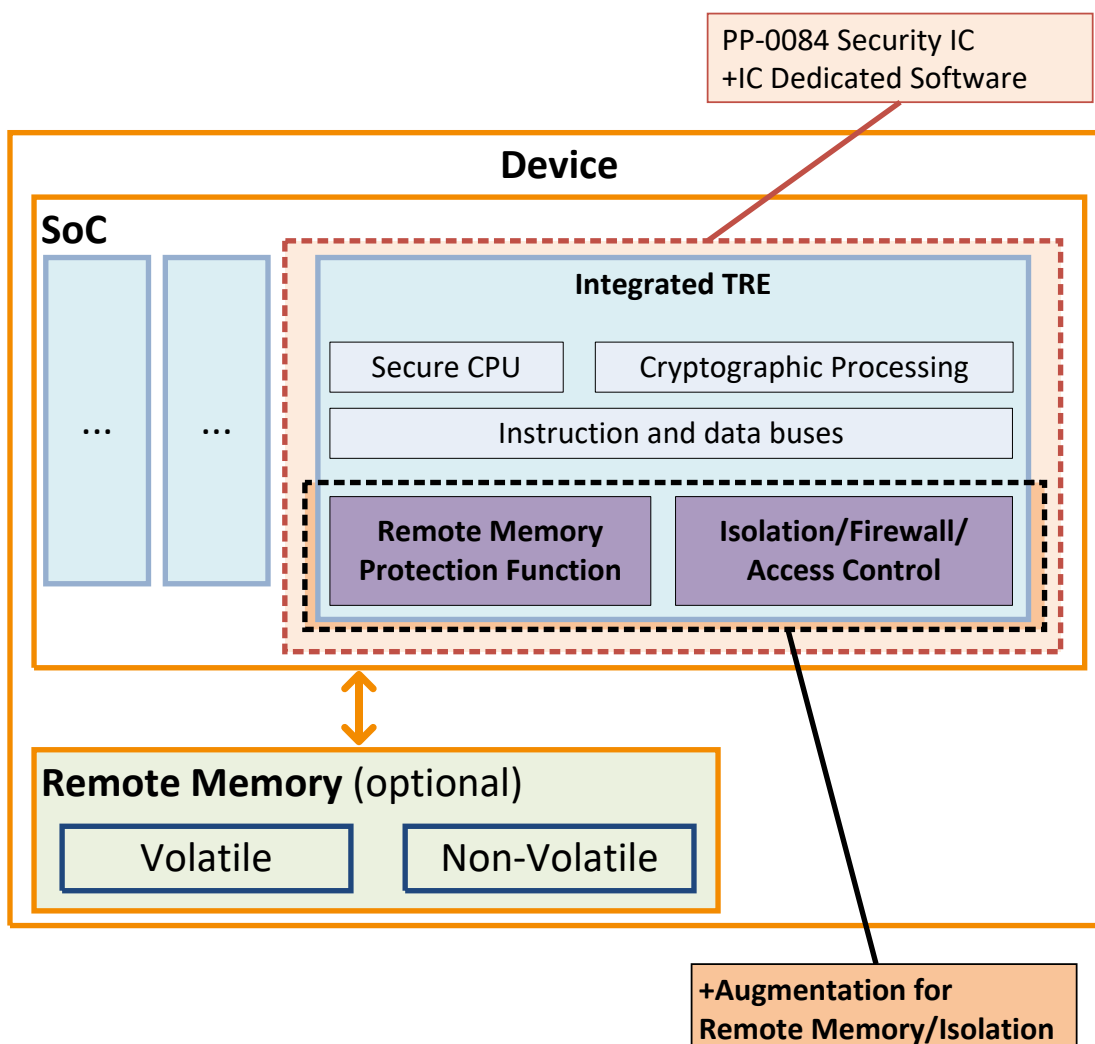 PP-0084 Security IC
+IC Dedicated Software
Device
SoC
...
...
Integrated TRE
Secure CPU
Cryptographic Processing
Instruction and data buses
Remote Memory
Protection Function
Isolation/Firewall/
Access Control
Remote Memory (optional)
Volatile
Non-Volatile
+Augmentation for
Remote Memory/Isolation